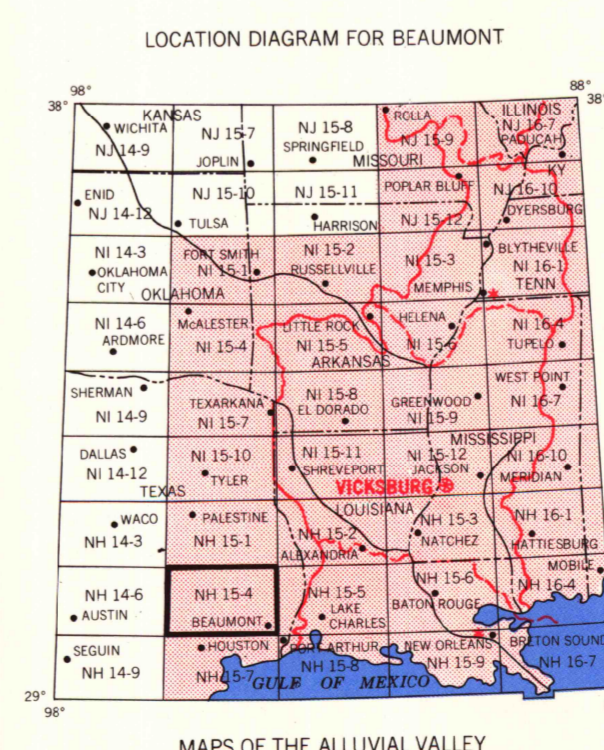 LOCATION DIAGRAM FOR BEAUMONT
98° 88°
38° 38°
KANSAS
WICHITA
NJ 14-9
NJ 15-7
JOPLIN
NJ 15-8
SPRINGFIELD
MISSOURI
ROLLA
NJ 15-9
ILLINOIS
NJ 16-7
PADUCAH
KY
ENID
NJ 14-12
NJ 15-10
TULSA
NJ 15-11
HARRISON
POPLAR BLUFF
NJ 15-12
NJ 16-10
DYERSBURG
NI 14-3
OKLAHOMA
CITY
OKLAHOMA
FORT SMITH
NI 15-1
NI 15-2
RUSSELLVILLE
NI 15-3
MEMPHIS
BLYTHEVILLE
NI 16-1
TENN
NI 14-6
ARDMORE
McALESTER
NI 15-4
LITTLE ROCK
NI 15-5
ARKANSAS
HELENA
NI 15-6
NI 16-4
TUPELO
SHERMAN
NI 14-9
TEXARKANA
NI 15-7
NI 15-8
EL DORADO
GREENWOOD
NI 15-9
WEST POINT
NI 16-7
MISSISSIPPI
DALLAS
NI 14-12
TEXAS
NI 15-10
TYLER
NI 15-11
SHREVEPORT
NI 15-12
JACKSON
NI 16-10
MERIDIAN
VICKSBURG
LOUISIANA
WACO
NH 14-3
PALESTINE
NH 15-1
NH 15-2
ALEXANDRIA
NH 15-3
NATCHEZ
NH 16-1
HATTIESBURG
NH 14-6
AUSTIN
NH 15-4
BEAUMONT
NH 15-5
LAKE
CHARLES
NH 15-6
BATON ROUGE
MOBILE
NH 16-4
SEGUIN
NH 14-9
HOUSTON
NH 15-7
PORT ARTHUR
NH 15-8
NEW ORLEANS
NH 15-9
BRETON SOUND
NH 16-7
GULF OF MEXICO
29°
98°
MAPS OF THE ALLUVIAL VALLEY